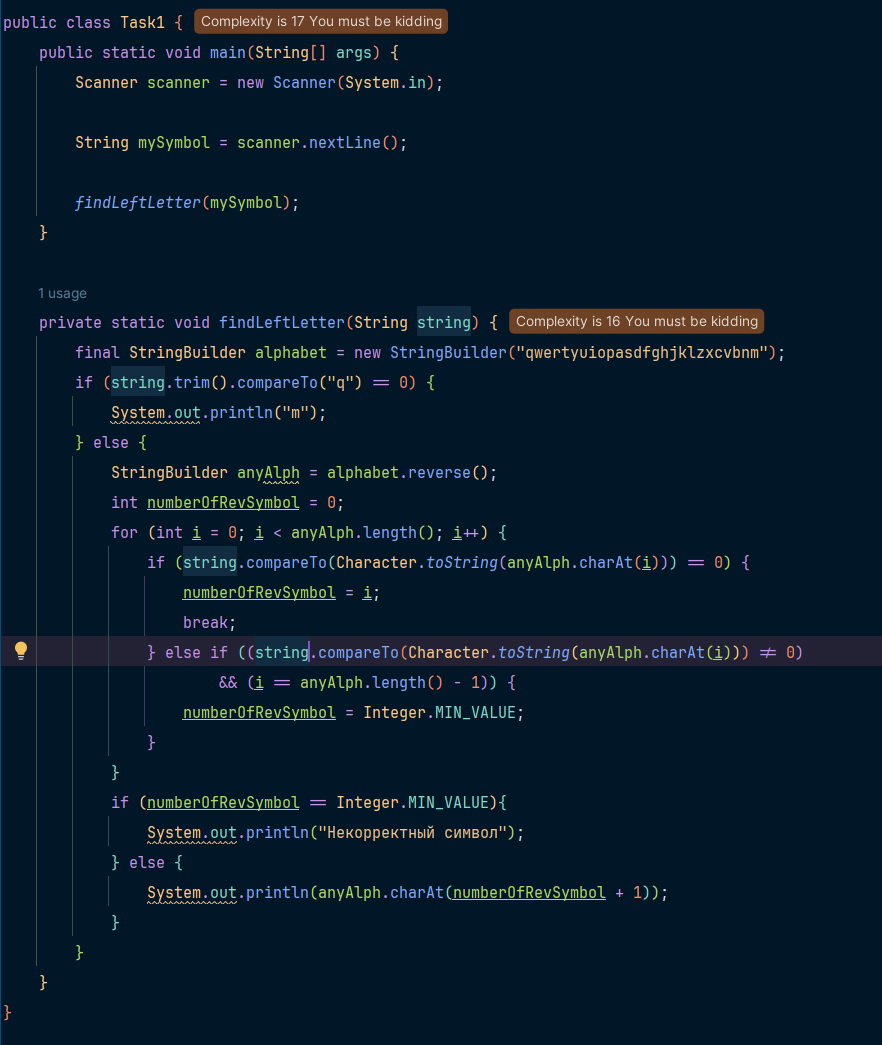 public class Task1 { Complexity is 17 You must be kidding
public static void main(String[] args) {
Scanner scanner = new Scanner(System.in);
String mySymbol = scanner.nextLine();
findLeftLetter(mySymbol);
}
1 usage
private static void findLeftLetter(String string) { Complexity is 16 You must be kidding
final StringBuilder alphabet = new StringBuilder("qwertyuiopasdfghjklzxcvbnm");
if (string.trim().compareTo("q") == 0) {
System.out.println("m");
} else {
StringBuilder anyAlph = alphabet.reverse();
int numberOfRevSymbol = 0;
for (int i = 0; i < anyAlph.length(); i++) {
if (string.compareTo(Character.toString(anyAlph.charAt(i))) == 0) {
numberOfRevSymbol = i;
break;
} else if ((string.compareTo(Character.toString(anyAlph.charAt(i))) != 0)
&& (i == anyAlph.length() - 1)) {
numberOfRevSymbol = Integer.MIN_VALUE;
}
}
if (numberOfRevSymbol == Integer.MIN_VALUE){
System.out.println("Некорректный символ");
} else {
System.out.println(anyAlph.charAt(numberOfRevSymbol + 1));
}
}
}
}